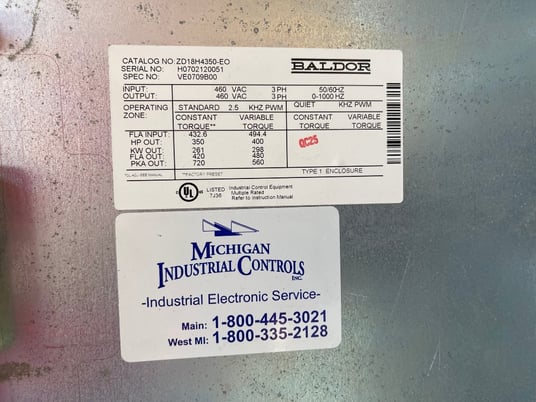 CATALOG NO: ZD18H4350-EO
SERIAL NO: H0702120051
SPEC NO: VE0709B00
BALDOR
INPUT: 460 VAC 3 PH 50/60HZ
OUTPUT: 460 VAC 3 PH 0-1000 HZ
OPERATING ZONE: STANDARD 2.5 KHZ PWM QUIET KHZ PWM
CONSTANT TORQUE** VARIABLE TORQUE CONSTANT TORQUE VARIABLE TORQUE
FLA INPUT: 432.6 494.4
HP OUT: 350 400
KW OUT: 261 298
FLA OUT: 420 480
PKA OUT: 720 560
QC25
**FACTORY PRESET
TYPE 1 ENCLOSURE
UL LISTED 7J36
Industrial Control Equipment
Multiple Rated
Refer to Instruction Manual
MICHIGAN
INDUSTRIAL CONTROLS
INC.
-Industrial Electronic Service-
Main: 1-800-445-3021
West MI: 1-800-335-2128